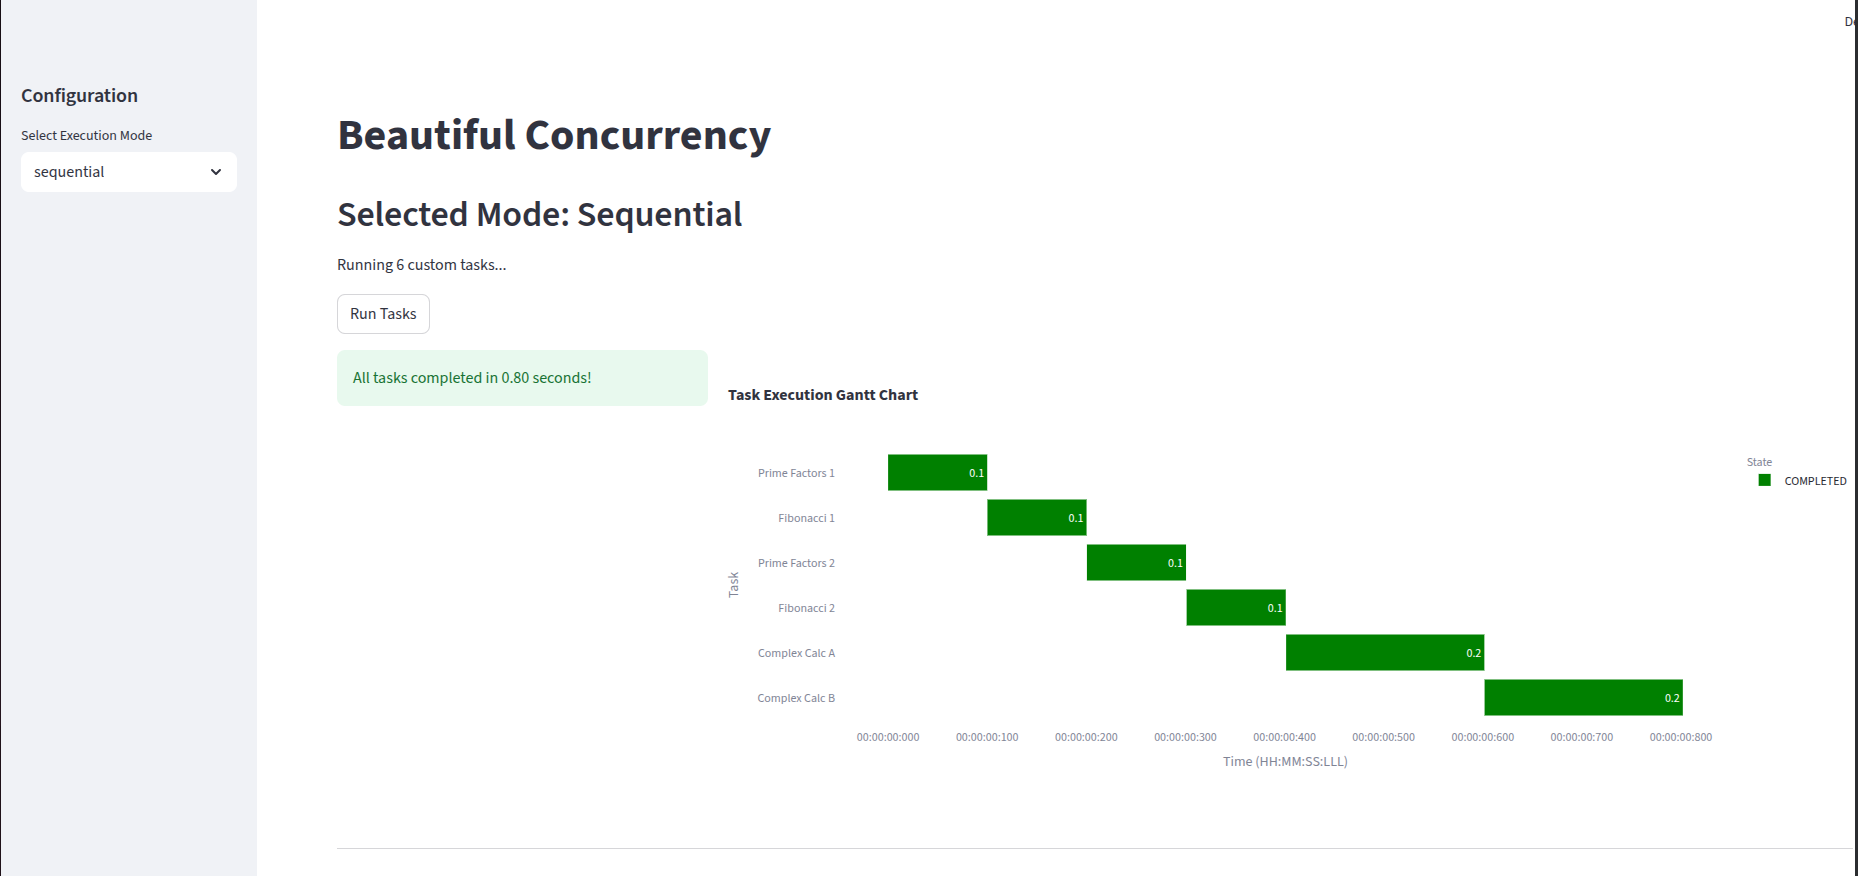 De
Configuration
Select Execution Mode
sequential
Beautiful Concurrency
Selected Mode: Sequential
Running 6 custom tasks...
Run Tasks
All tasks completed in 0.80 seconds!
Task Execution Gantt Chart
State
COMPLETED
Task
Prime Factors 1
0.1
Fibonacci 1
0.1
Prime Factors 2
0.1
Fibonacci 2
0.1
Complex Calc A
0.2
Complex Calc B
0.2
00:00:00:000 00:00:00:100 00:00:00:200 00:00:00:300 00:00:00:400 00:00:00:500 00:00:00:600 00:00:00:700 00:00:00:800
Time (HH:MM:SS:LLL)